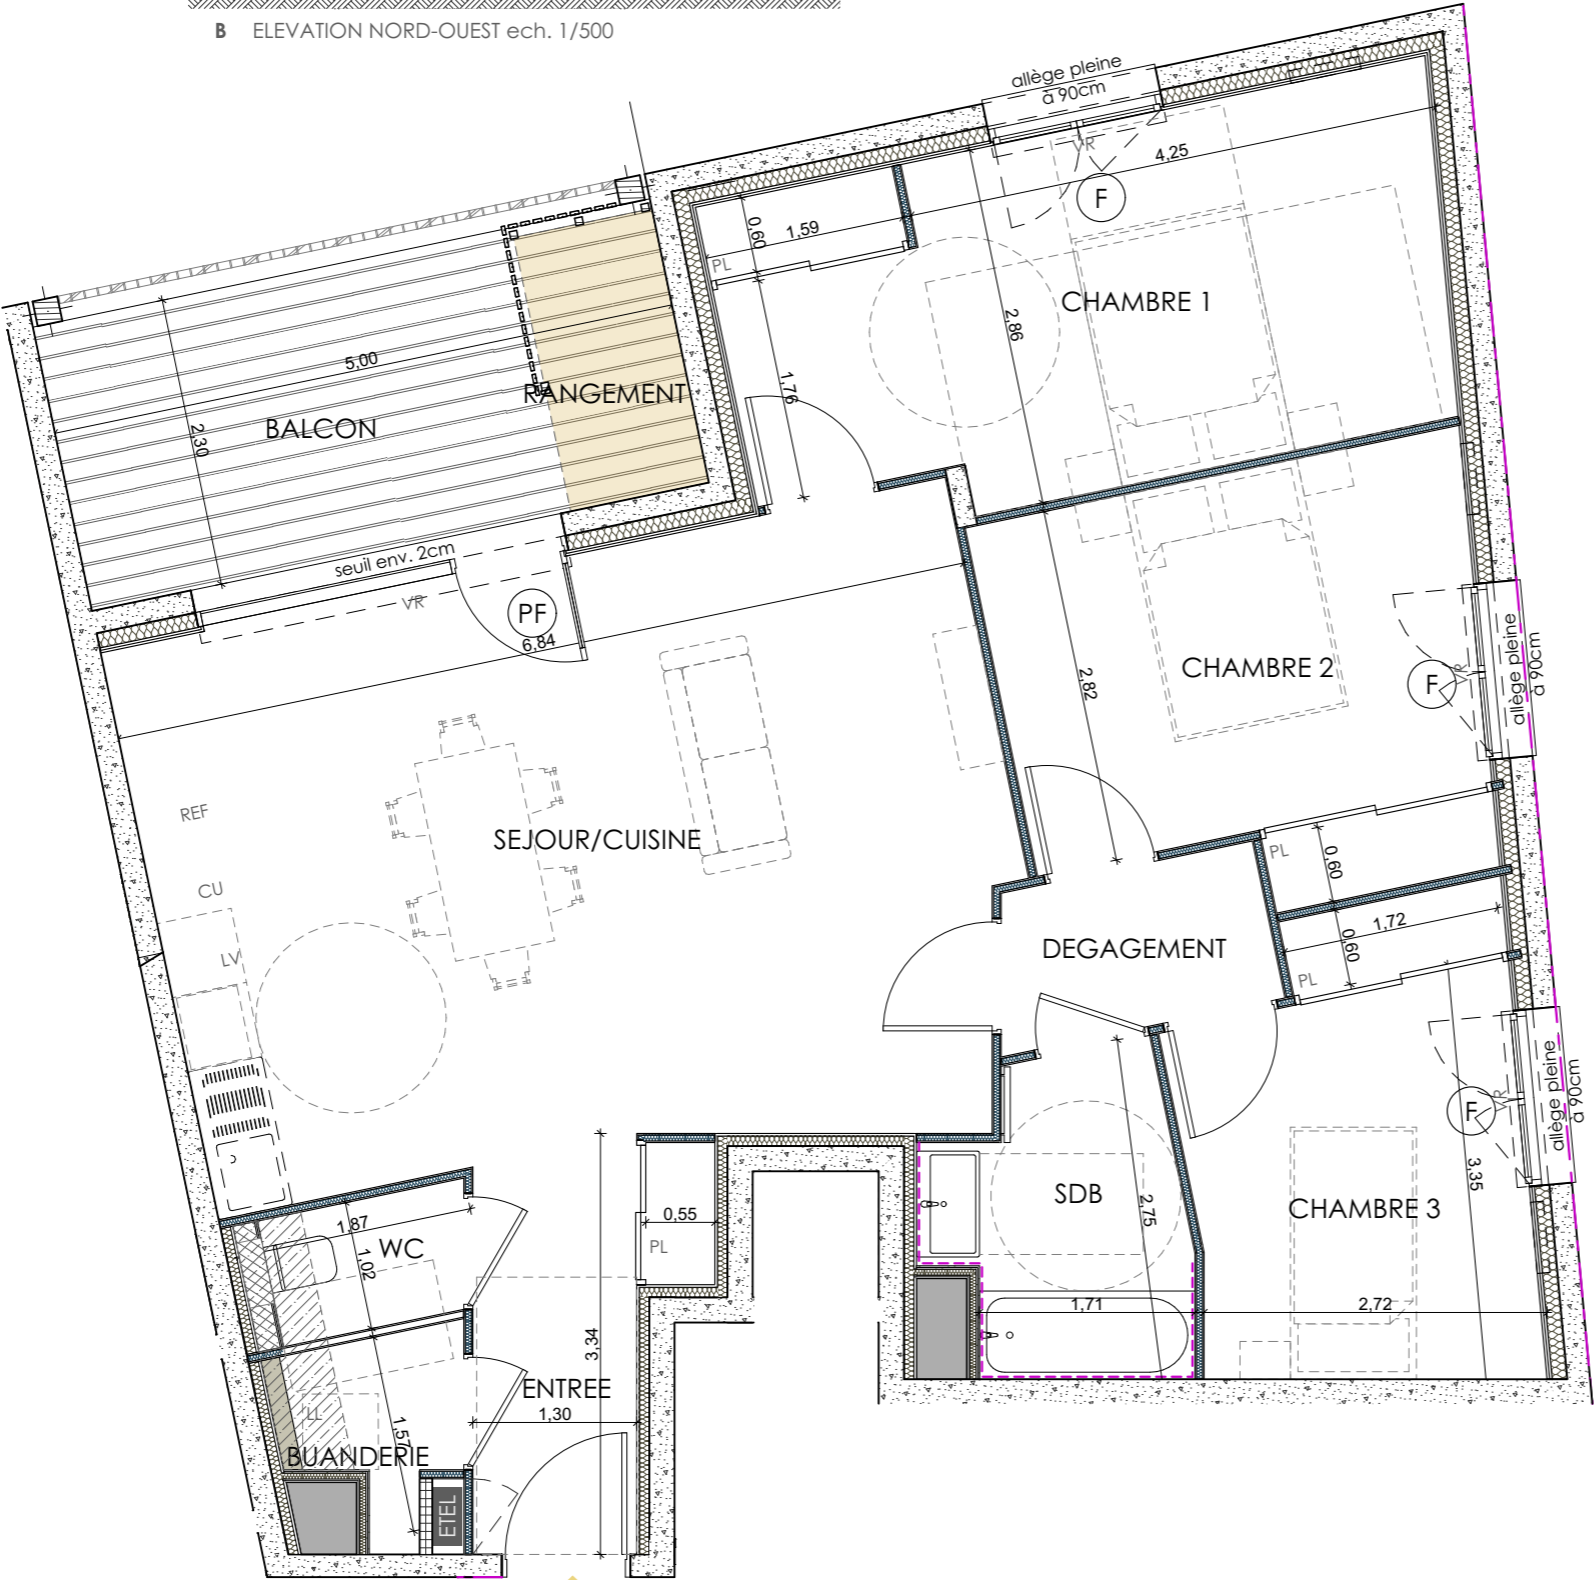 B ELEVATION NORD-OUEST ech. 1/500
allège pleine
à 90cm
VR
4,25
F
0,60
1,59
PL
CHAMBRE 1
2,86
1,76
5,00
RANGEMENT
BALCON
2,30
seuil env. 2cm
VR
PF
6,84
CHAMBRE 2
2,82
F
VR
allège pleine
à 90cm
REF
SEJOUR/CUISINE
CU
LV
PL
0,60
1,72
0,60
PL
DEGAGEMENT
F
VR
allège pleine
à 90cm
3,35
SDB
2,75
CHAMBRE 3
1,71
2,72
0,55
PL
1,87
WC
1,02
3,34
ENTREE
1,30
LL
1,57
BUANDERIE
ETEL